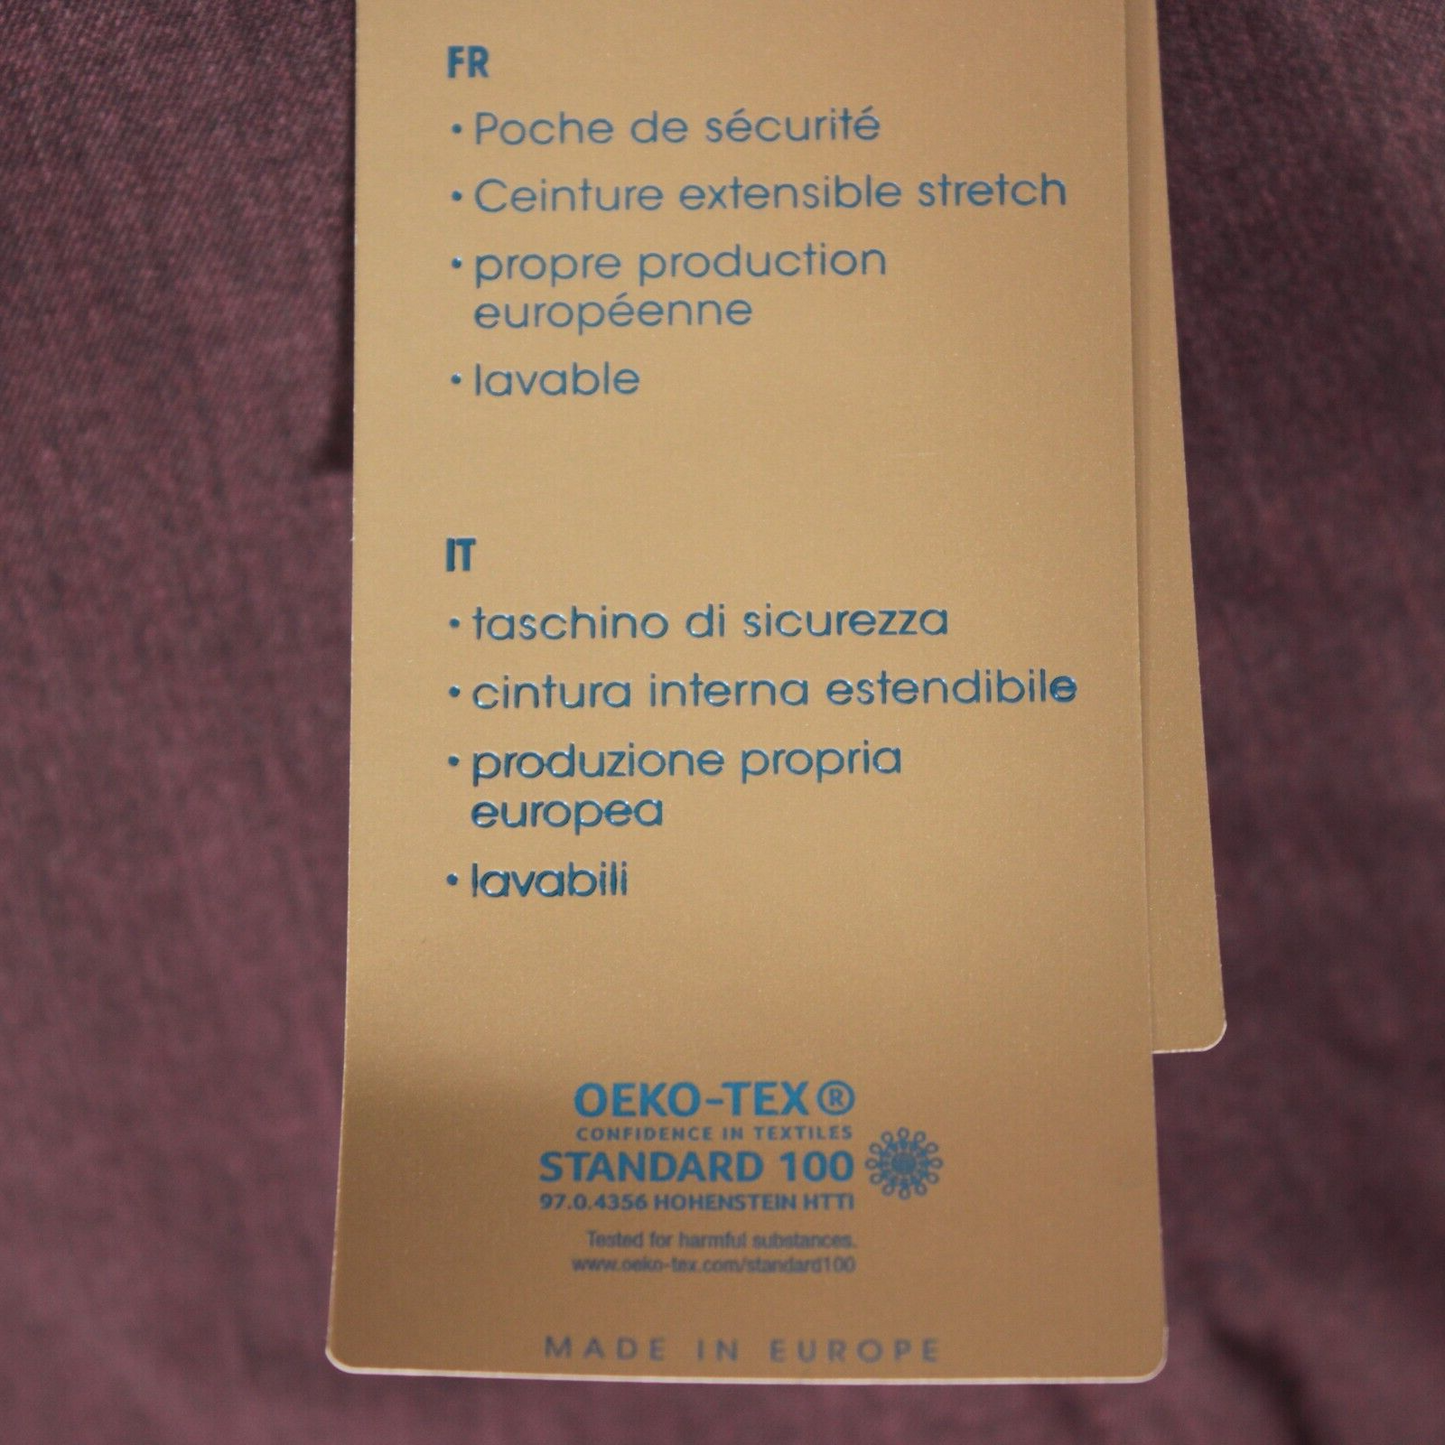 FR
• Poche de sécurité
• Ceinture extensible stretch
• propre production
européenne
• lavable
IT
• taschino di sicurezza
• cintura interna estendibile
• produzione propria
europea
• lavabili
OEKO-TEX®
CONFIDENCE IN TEXTILES
STANDARD 100
97.0.4356 HOHENSTEIN HTTI
Tested for harmful substances.
www.oeko-tex.com/standard100
MADE IN EUROPE